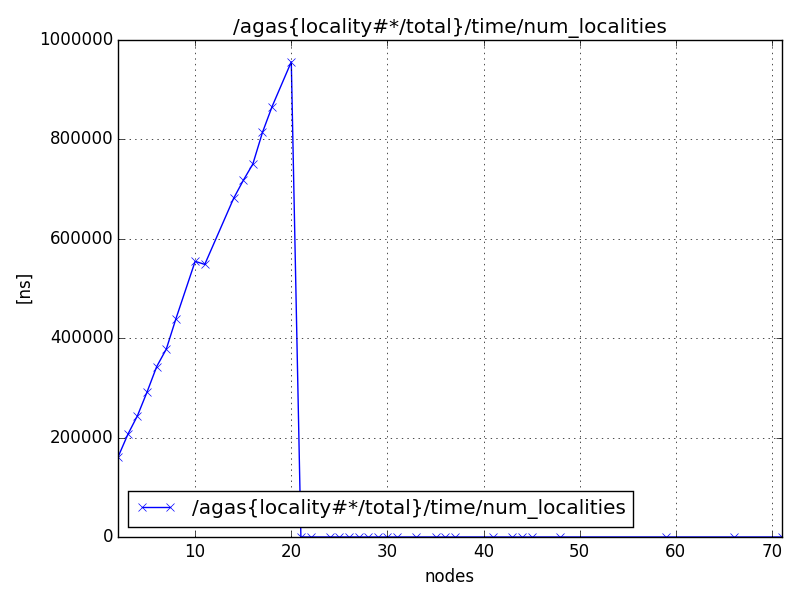 /agas{locality#*/total}/time/num_localities
1000000
800000
600000
400000
200000
0
[ns]
/agas{locality#*/total}/time/num_localities
10 20 30 40 50 60 70
nodes